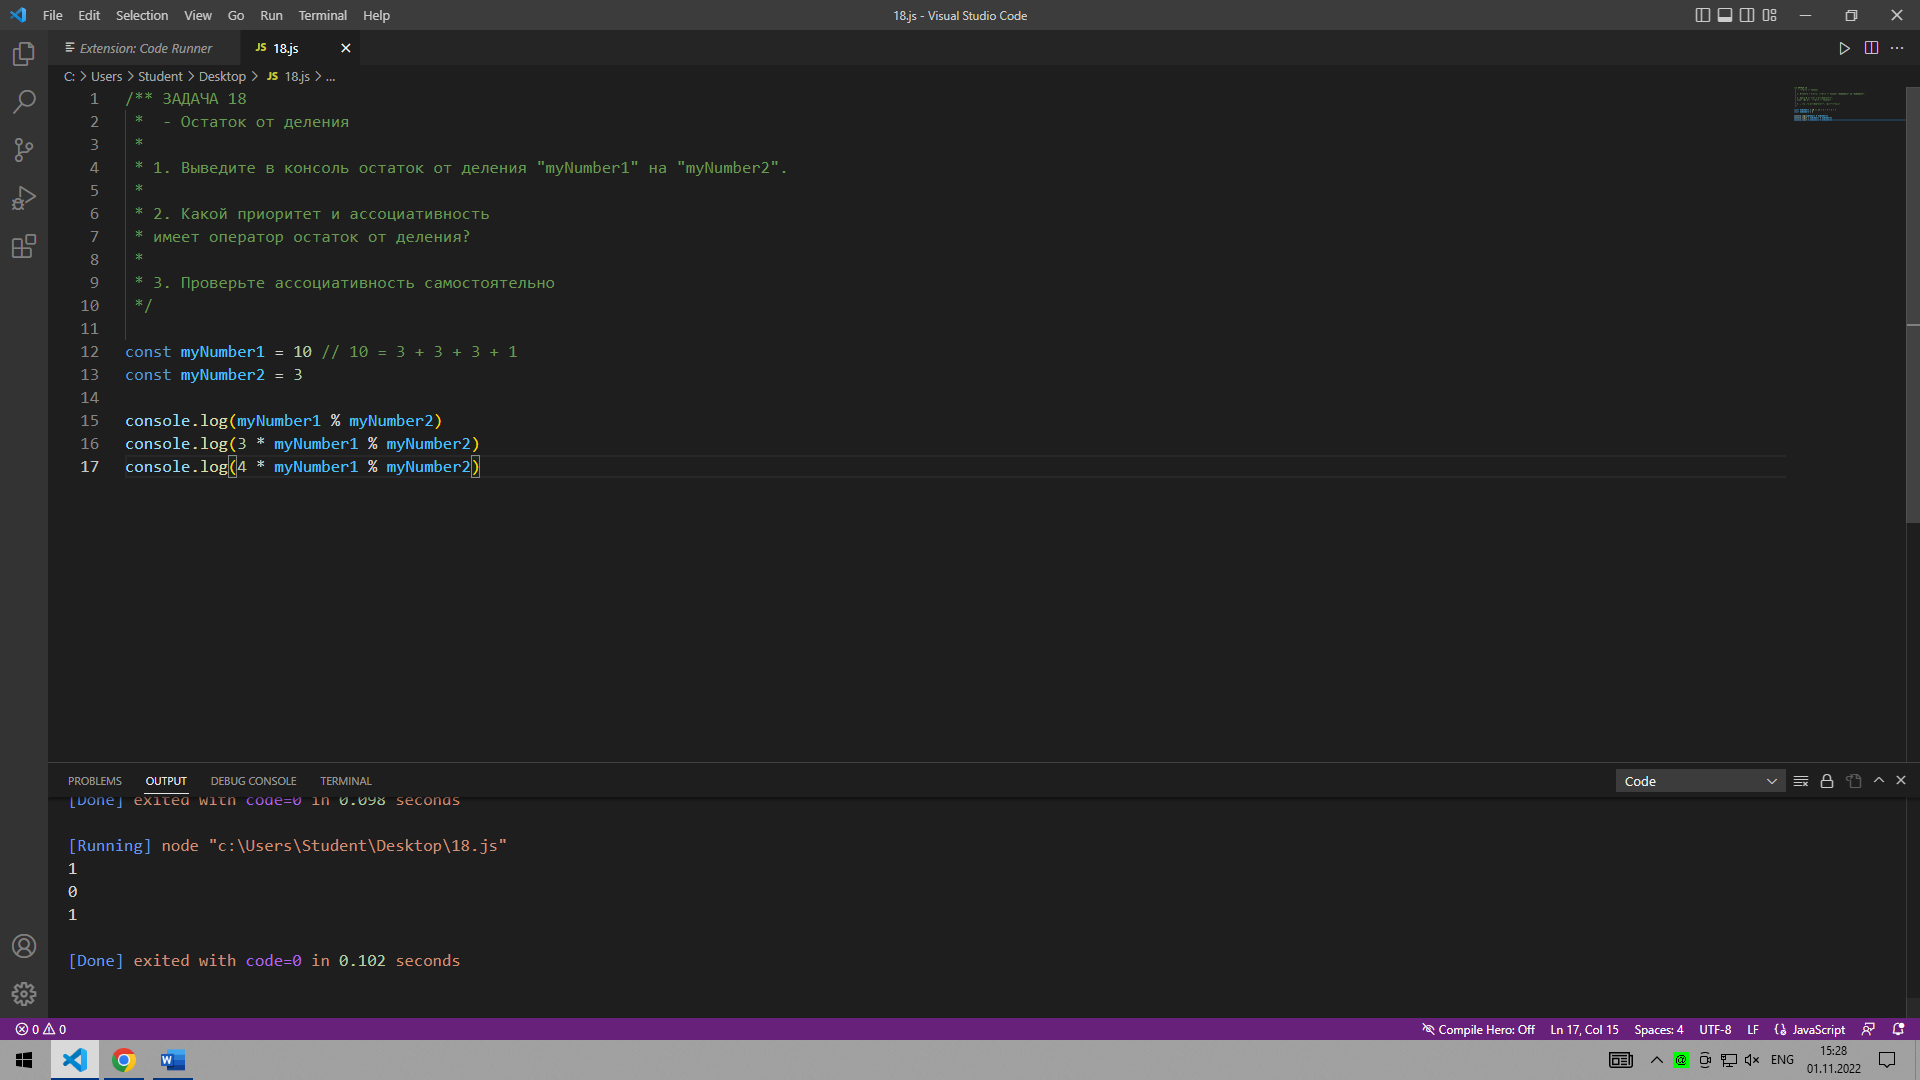 File Edit Selection View Go Run Terminal Help 18.js - Visual Studio Code
Extension: Code Runner JS 18.js
C: > Users > Student > Desktop > JS 18.js > ...
1 /** ЗАДАЧА 18
2 * - Остаток от деления
3 *
4 * 1. Выведите в консоль остаток от деления "myNumber1" на "myNumber2".
5 *
6 * 2. Какой приоритет и ассоциативность
7 * имеет оператор остаток от деления?
8 *
9 * 3. Проверьте ассоциативность самостоятельно
10 */
11
12 const myNumber1 = 10 // 10 = 3 + 3 + 3 + 1
13 const myNumber2 = 3
14
15 console.log(myNumber1 % myNumber2)
16 console.log(3 * myNumber1 % myNumber2)
17 console.log(4 * myNumber1 % myNumber2)
PROBLEMS OUTPUT DEBUG CONSOLE TERMINAL Code
[Done] exited with code=0 in 0.098 seconds
[Running] node "c:\Users\Student\Desktop\18.js"
1
0
1
[Done] exited with code=0 in 0.102 seconds
0 0 Compile Hero: Off Ln 17, Col 15 Spaces: 4 UTF-8 LF JavaScript
ENG 15:28
01.11.2022